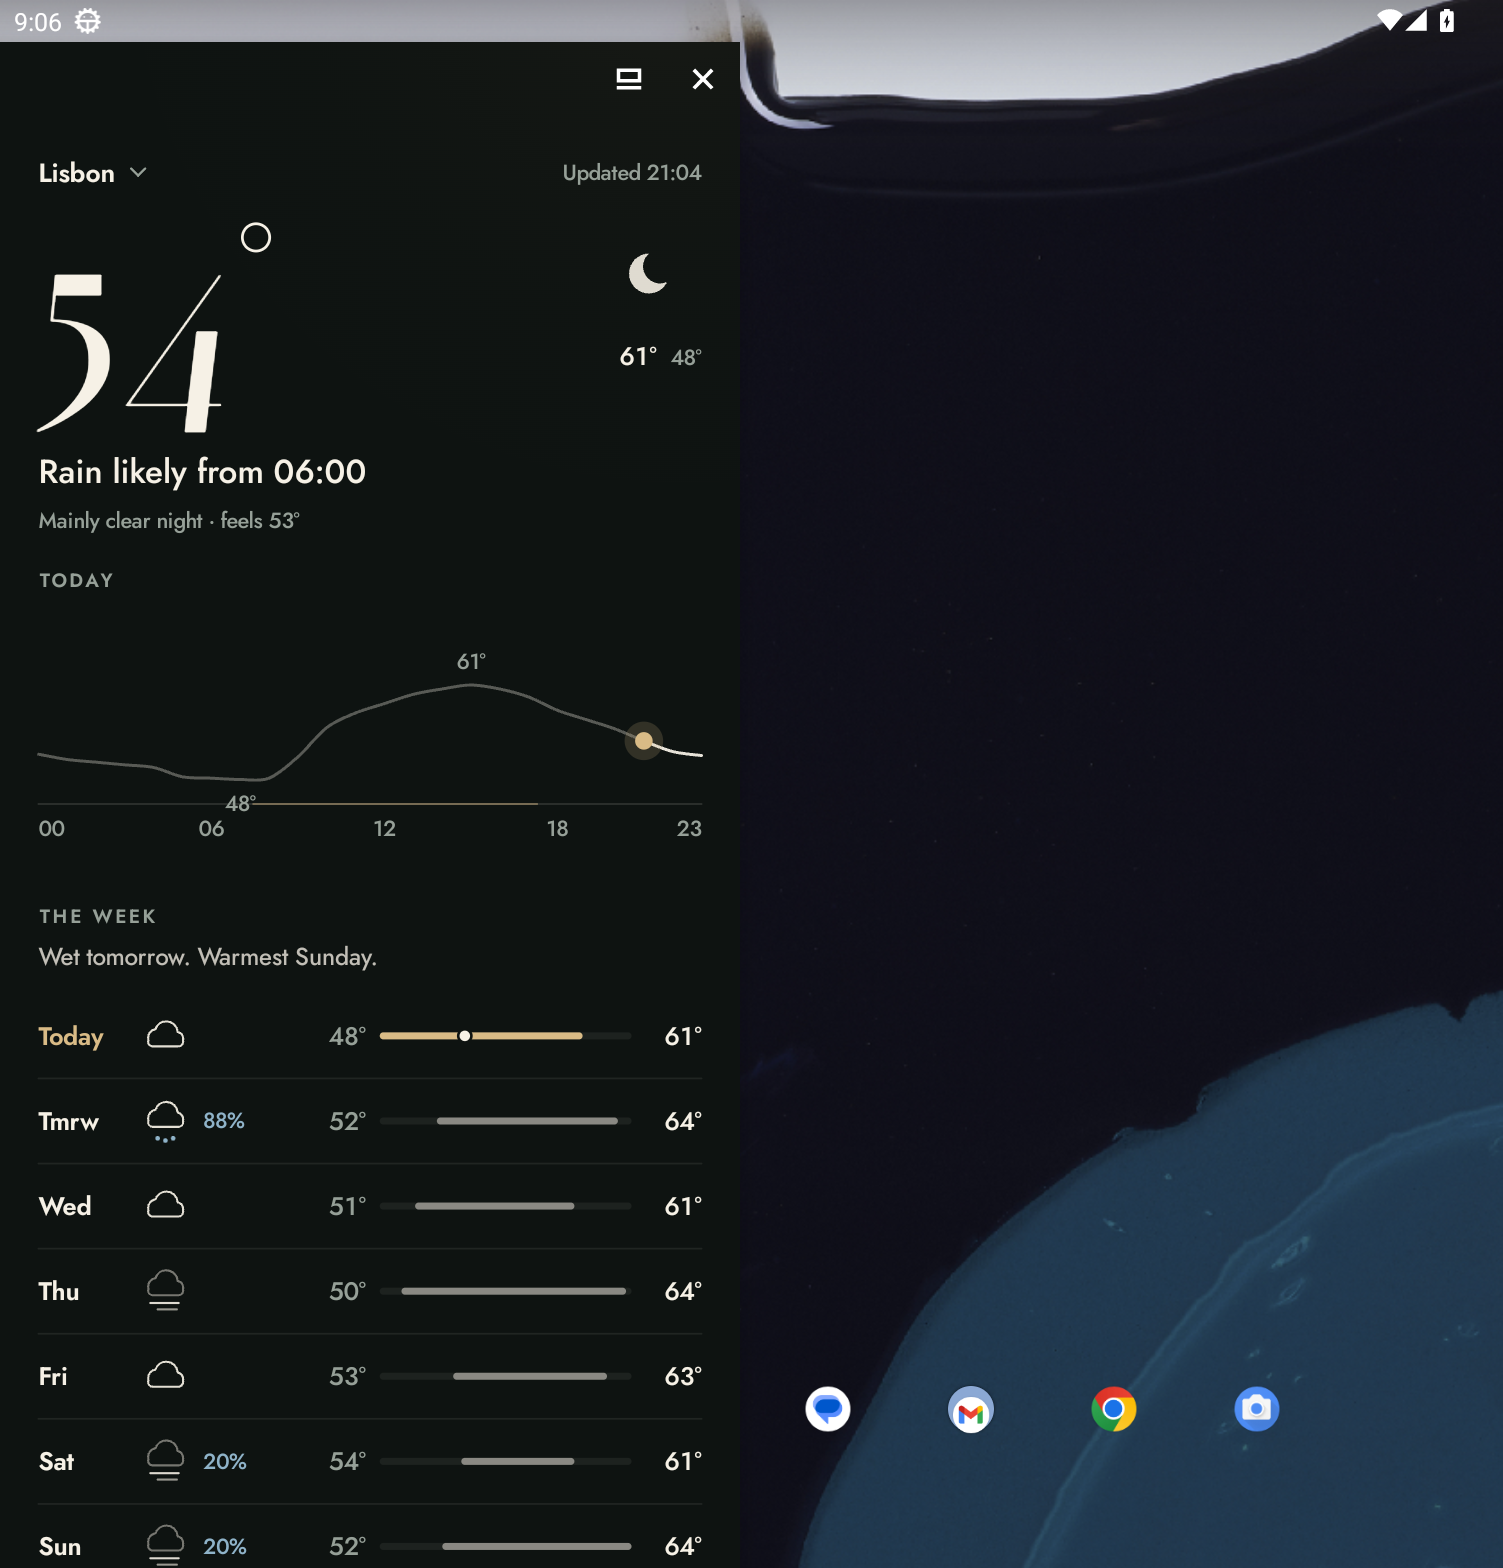 9:06
Lisbon
Updated 21:04
54°
61° 48°
Rain likely from 06:00
Mainly clear night · feels 53°
TODAY
61°
48°
00 06 12 18 23
THE WEEK
Wet tomorrow. Warmest Sunday.
Today 48° 61°
Tmrw 88% 52° 64°
Wed 51° 61°
Thu 50° 64°
Fri 53° 63°
Sat 20% 54° 61°
Sun 20% 52° 64°